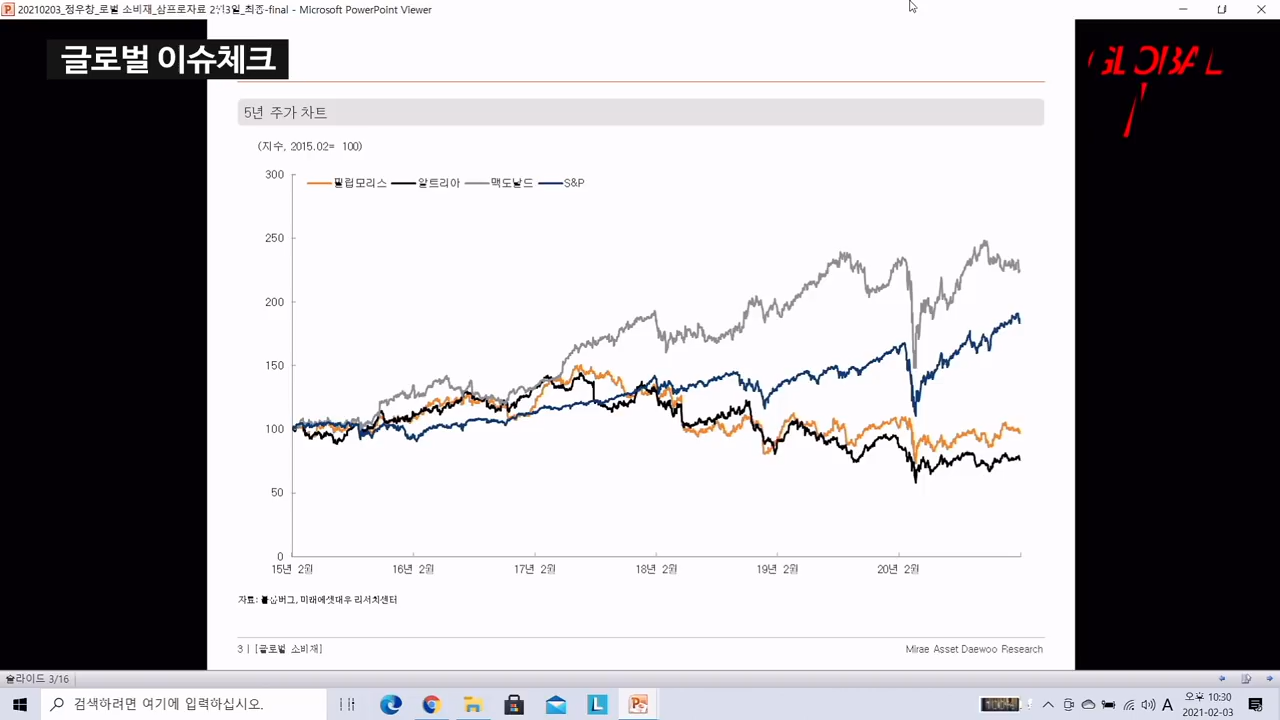 20210203_정우창_로벌 소비재_삼프로자료 2월3일_최종-final - Microsoft PowerPoint Viewer
글로벌 이슈체크
GLOBAL
5년 주가 차트
(지수, 2015.02= 100)
필립모리스 알트리아 맥도날드 S&P
300
250
200
150
100
50
0
15년 2월 16년 2월 17년 2월 18년 2월 19년 2월 20년 2월
자료: 블룸버그, 미래에셋대우 리서치센터
3 | [글로벌 소비재] Mirae Asset Daewoo Research
슬라이드 3/16
검색하려면 여기에 입력하십시오.
100%
A
오후 10:30
2021-02-03